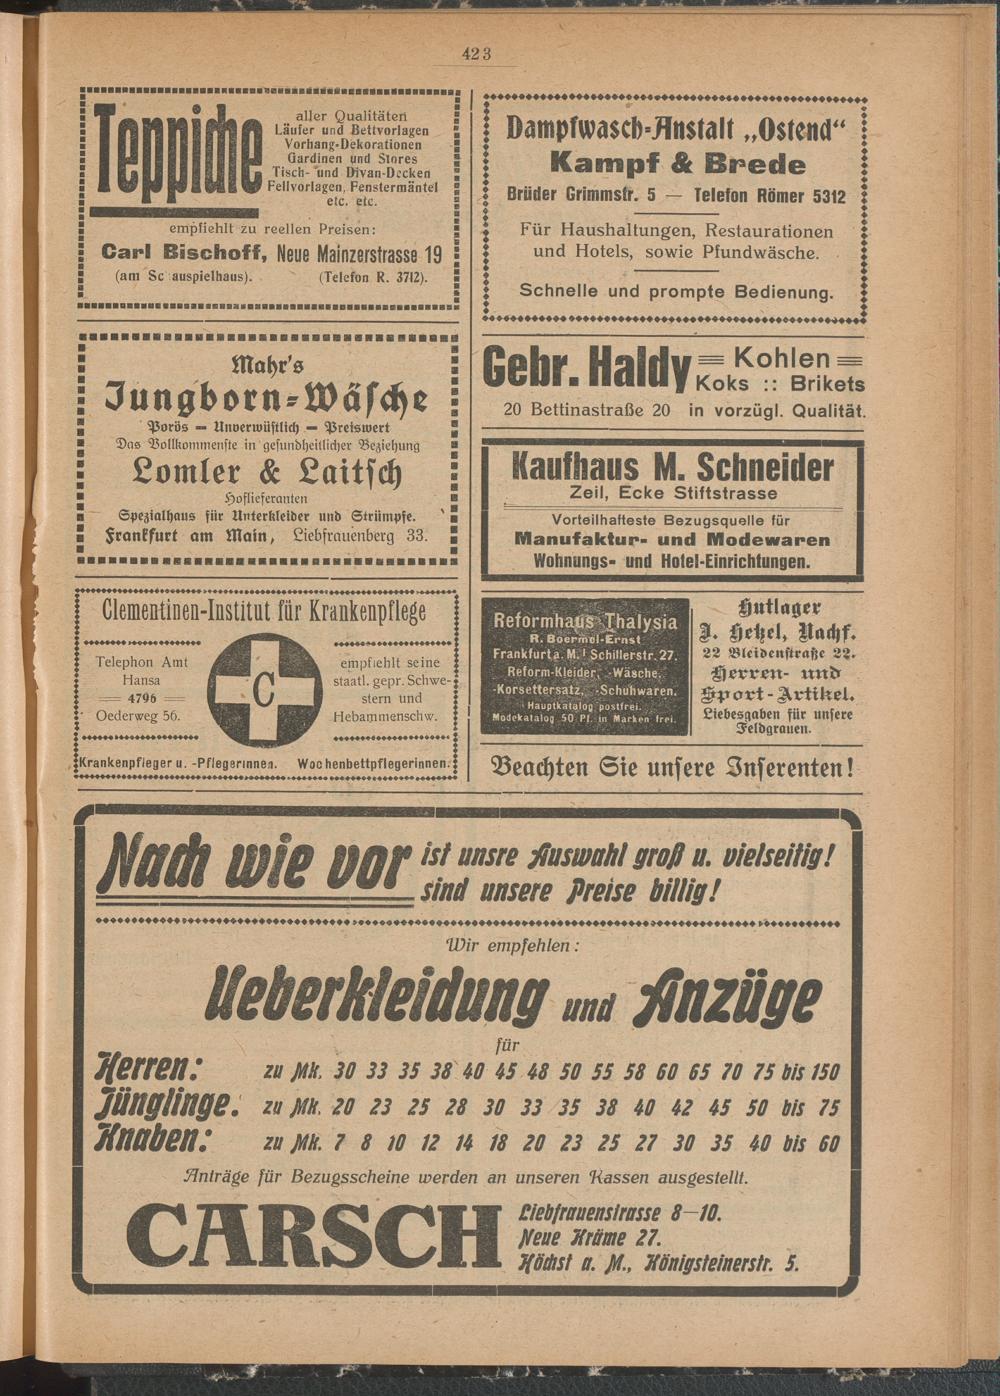 423
Teppiche
aller Qualitäten
Läufer und Bettvorlagen
Vorhang-Dekorationen
Gardinen und Stores
Tisch- und Divan-Decken
Fellvorlagen, Fenstermäntel
etc. etc.
empfiehlt zu reellen Preisen:
Carl Bischoff, Neue Mainzerstrasse 19
(am Sc auspielhaus). (Telefon R. 3712).
Mahr's
Jungborn-Wäsche
Porös — Unverwüstlich — Preiswert
Das Vollkommenste in gesundheitlicher Beziehung
Lomler & Laitsch
Hoflieferanten
Spezialhaus für Unterkleider und Strümpfe.
Frankfurt am Main, Liebfrauenberg 33.
Clementinen-Institut für Krankenpflege
Telephon Amt
Hansa
4796
Oederweg 56.
C
empfiehlt seine
staatl. gepr. Schwe-
stern und
Hebammenschw.
Krankenpfleger u. -Pflegerinnen. Wochenbettpflegerinnen.
Dampfwasch-Anstalt „Ostend“
Kampf & Brede
Brüder Grimmstr. 5 — Telefon Römer 5312
Für Haushaltungen, Restaurationen
und Hotels, sowie Pfundwäsche.
Schnelle und prompte Bedienung.
Gebr. Haldy Kohlen
Koks :: Brikets
20 Bettinastraße 20 in vorzügl. Qualität.
Kaufhaus M. Schneider
Zeil, Ecke Stiftstrasse
Vorteilhafteste Bezugsquelle für
Manufaktur- und Modewaren
Wohnungs- und Hotel-Einrichtungen.
Reformhaus Thalysia
R. Boermel-Ernst
Frankfurt a. M. Schillerstr. 27.
Reform-Kleider, -Wäsche,
-Korsettersatz, -Schuhwaren.
Hauptkatalog postfrei.
Modekatalog 50 Pf. in Marken frei.
Hutlager
J. Hetzel, Nachf.
22 Bleidenstraße 22.
Herren- und
Sport-Artikel.
Liebesgaben für unsere
Feldgrauen.
Beachten Sie unsere Inserenten!
Nach wie vor ist unsre Auswahl groß u. vielseitig!
sind unsere Preise billig!
Wir empfehlen:
Ueberkleidung und Anzüge
für
Herren: zu Mk. 30 33 35 38 40 45 48 50 55 58 60 65 70 75 bis 150
Jünglinge. zu Mk. 20 23 25 28 30 33 35 38 40 42 45 50 bis 75
Knaben: zu Mk. 7 8 10 12 14 18 20 23 25 27 30 35 40 bis 60
Anträge für Bezugsscheine werden an unseren Kassen ausgestellt.
CARSCH
Liebfrauenstrasse 8—10.
Neue Kräme 27.
Höchst a. M., Königsteinerstr. 5.